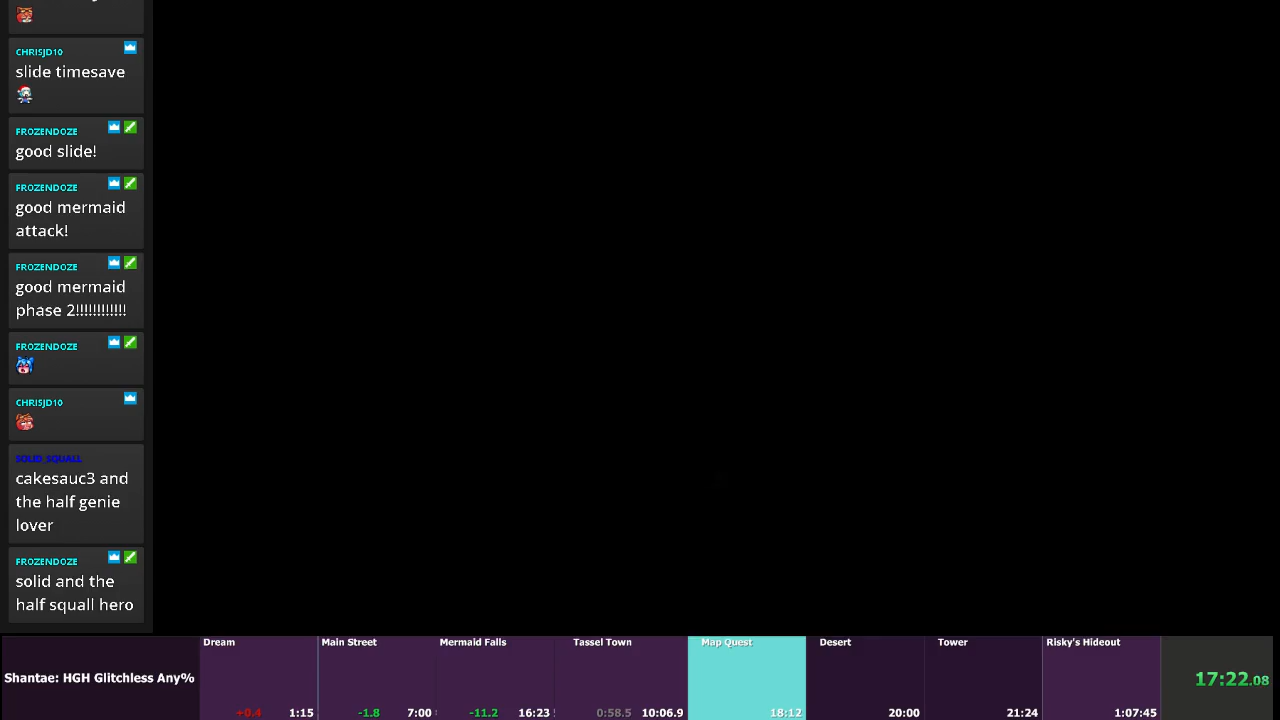 CHRISJD10
slide timesave
FROZENDOZE
good slide!
FROZENDOZE
good mermaid
attack!
FROZENDOZE
good mermaid
phase 2!!!!!!!!!!!!
FROZENDOZE
CHRISJD10
SOLID_SQUALL
cakesauc3 and
the half genie
lover
FROZENDOZE
solid and the
half squall hero
Shantae: HGH Glitchless Any%
Dream
+0.4 1:15
Main Street
-1.8 7:00
Mermaid Falls
-11.2 16:23
Tassel Town
0:58.5 10:06.9
Map Quest
18:12
Desert
20:00
Tower
21:24
Risky's Hideout
1:07:45
17:22.08